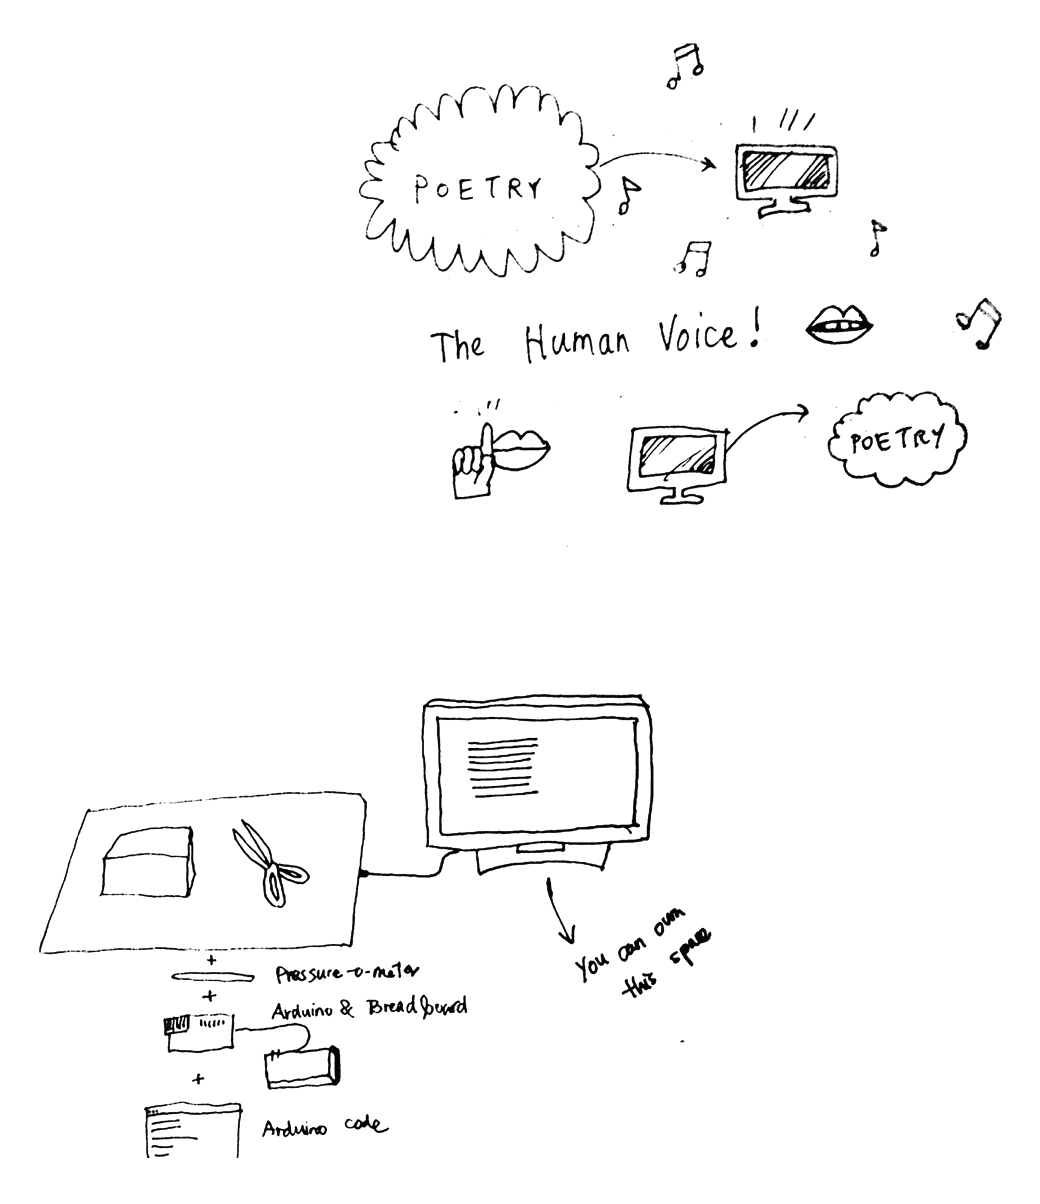 POETRY
The Human Voice!
POETRY
You can own
this space
+
Pressure-o-meter
+
Arduino & Breadboard
+
Arduino code